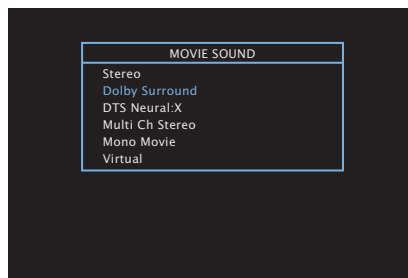 MOVIE SOUND
Stereo
Dolby Surround
DTS Neural:X
Multi Ch Stereo
Mono Movie
Virtual